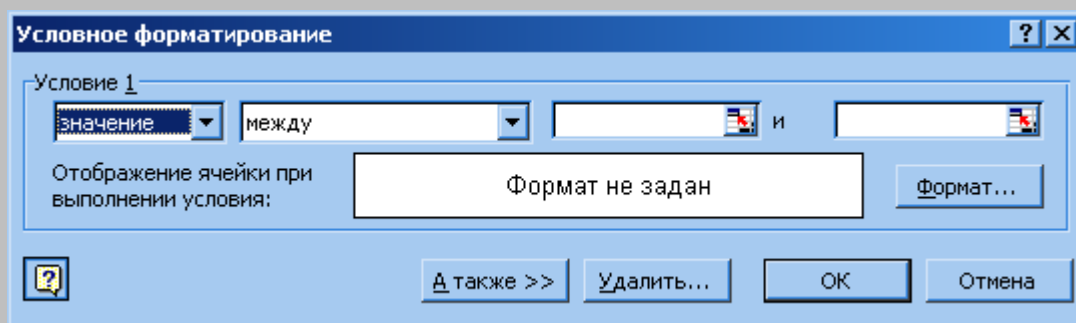 Условное форматирование
Условие 1
значение между и
Отображение ячейки при
выполнении условия:
Формат не задан
Формат...
А также >> Удалить... ОК Отмена